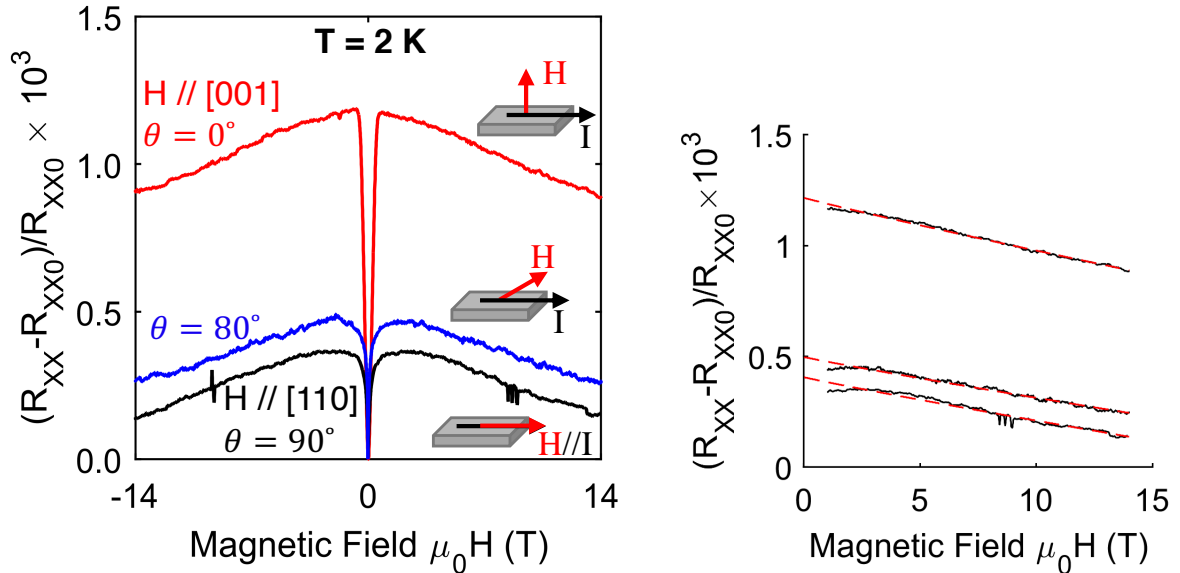 (R_XX-R_XX0)/R_XX0 × 10^3
1.5
1.0
0.5
0.0
T = 2 K
H // [001]
θ = 0°
H
I
θ = 80°
H
I
H // [110]
θ = 90°
H//I
-14
0
14
Magnetic Field μ_0H (T)
(R_XX-R_XX0)/R_XX0 × 10^3
1.5
1
0.5
0
0
5
10
15
Magnetic Field μ_0H (T)